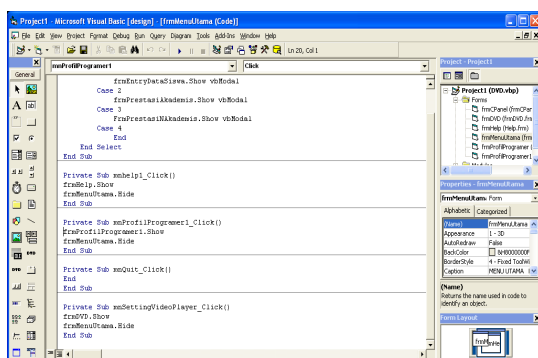 Project1 - Microsoft Visual Basic [design] - [frmMenuUtama (Code)]
File Edit View Project Format Debug Run Query Diagram Tools Add-Ins Window Help
Ln 20, Col 1
General
mnProfilProgramer1
Click
frmEntryDataSiswa.Show vbModal
Case 2
frmPrestasiAkademis.Show vbModal
Case 3
FrmPrestasiNAkademis.Show vbModal
Case 4
End
End Select
End Sub
Private Sub mnhelp1_Click()
frmHelp.Show
frmMenuUtama.Hide
End Sub
Private Sub mnProfilProgramer1_Click()
frmProfilProgramer1.Show
frmMenuUtama.Hide
End Sub
Private Sub mnQuit_Click()
End
End Sub
Private Sub mnSettingVideoPlayer_Click()
frmDVD.Show
frmMenuUtama.Hide
End Sub
Project - Project1
Project1 (DVD.vbp)
Forms
frmCPanel (frmCPar
frmDVD (frmDVD.frm
frmHelp (Help.frm)
frmMenuUtama (frm
frmProfilProgramer (
frmProfilProgramer1
Properties - frmMenuUtama
frmMenuUtama Form
Alphabetic Categorized
(Name) frmMenuUtama
Appearance 1 - 3D
AutoRedraw False
BackColor &H8000000F
BorderStyle 4 - Fixed ToolWi
Caption MENU UTAMA
(Name)
Returns the name used in code to
identify an object.
Form Layout